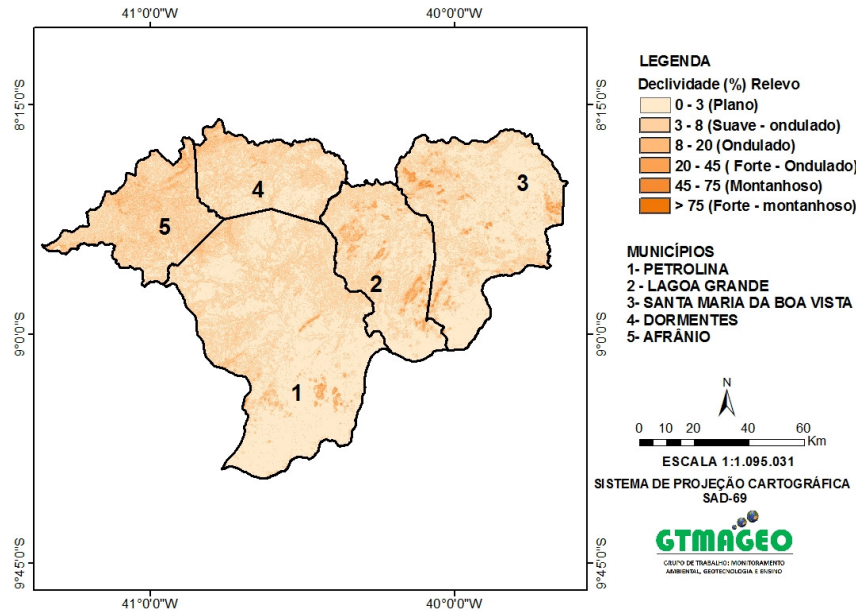 41°0'0"W 40°0'0"W
8°15'0"S 8°15'0"S
9°0'0"S 9°0'0"S
9°45'0"S 9°45'0"S
41°0'0"W 40°0'0"W
4
3
5
2
1
LEGENDA
Declividade (%) Relevo
0 - 3 (Plano)
3 - 8 (Suave - ondulado)
8 - 20 (Ondulado)
20 - 45 ( Forte - Ondulado)
45 - 75 (Montanhoso)
> 75 (Forte - montanhoso)
MUNICÍPIOS
1- PETROLINA
2 - LAGOA GRANDE
3- SANTA MARIA DA BOA VISTA
4- DORMENTES
5- AFRÂNIO
N
0 10 20 40 60
Km
ESCALA 1:1.095.031
SISTEMA DE PROJEÇÃO CARTOGRÁFICA
SAD-69
GTMAGEO
GRUPO DE TRABALHO: MONITORAMENTO
AMBIENTAL, GEOTECNOLOGIA E ENSINO